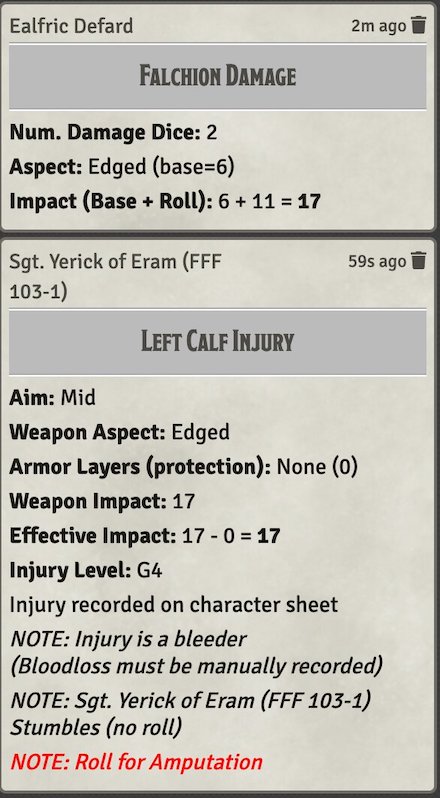 Ealfric Defard 2m ago
Falchion Damage
Num. Damage Dice: 2
Aspect: Edged (base=6)
Impact (Base + Roll): 6 + 11 = 17
Sgt. Yerick of Eram (FFF 59s ago
103-1)
Left Calf Injury
Aim: Mid
Weapon Aspect: Edged
Armor Layers (protection): None (0)
Weapon Impact: 17
Effective Impact: 17 - 0 = 17
Injury Level: G4
Injury recorded on character sheet
NOTE: Injury is a bleeder
(Bloodloss must be manually recorded)
NOTE: Sgt. Yerick of Eram (FFF 103-1)
Stumbles (no roll)
NOTE: Roll for Amputation